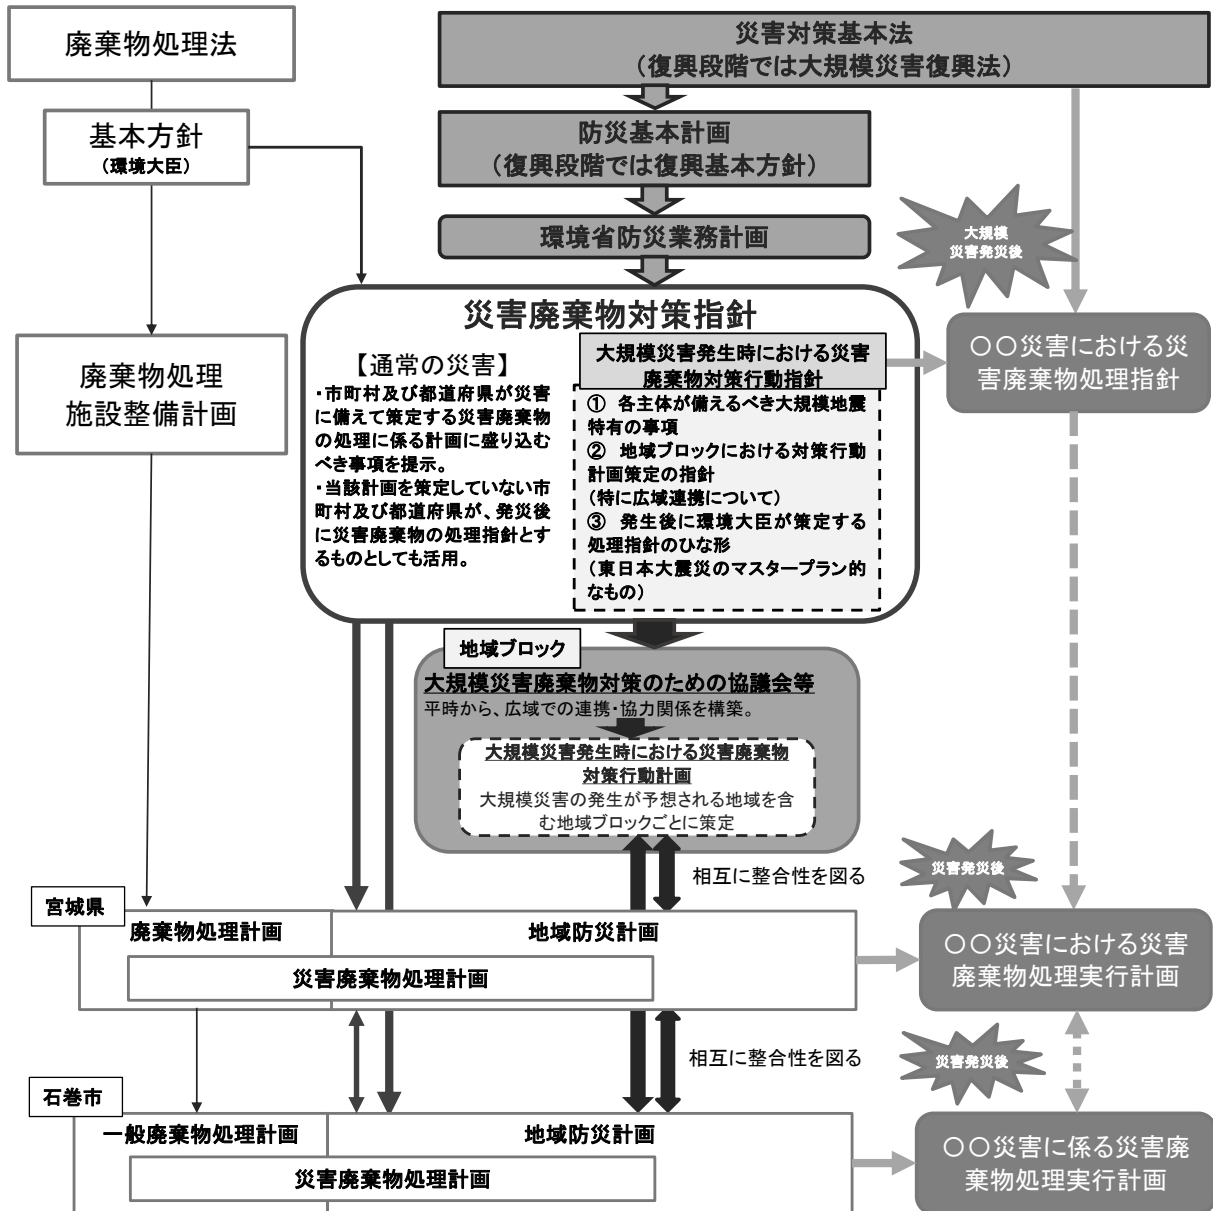 廃棄物処理法
基本方針
（環境大臣）
廃棄物処理
施設整備計画
災害対策基本法
（復興段階では大規模災害復興法）
防災基本計画
（復興段階では復興基本方針）
環境省防災業務計画
大規模
災害発災後
災害廃棄物対策指針
【通常の災害】
・市町村及び都道府県が災害
に備えて策定する災害廃棄物
の処理に係る計画に盛り込む
べき事項を提示。
・当該計画を策定していない市
町村及び都道府県が、発災後
に災害廃棄物の処理指針とす
るものとしても活用。
大規模災害発生時における災害
廃棄物対策行動指針
① 各主体が備えるべき大規模地震
特有の事項
② 地域ブロックにおける対策行動
計画策定の指針
（特に広域連携について）
③ 発生後に環境大臣が策定する
処理指針のひな形
（東日本大震災のマスタープラン的
なもの）
〇〇災害における災
害廃棄物処理指針
地域ブロック
大規模災害廃棄物対策のための協議会等
平時から、広域での連携・協力関係を構築。
大規模災害発生時における災害廃棄物
対策行動計画
大規模災害の発生が予想される地域を含
む地域ブロックごとに策定
相互に整合性を図る
災害発災後
宮城県
廃棄物処理計画
地域防災計画
災害廃棄物処理計画
〇〇災害における災害
廃棄物処理実行計画
相互に整合性を図る
災害発災後
石巻市
一般廃棄物処理計画
地域防災計画
災害廃棄物処理計画
〇〇災害に係る災害廃
棄物処理実行計画